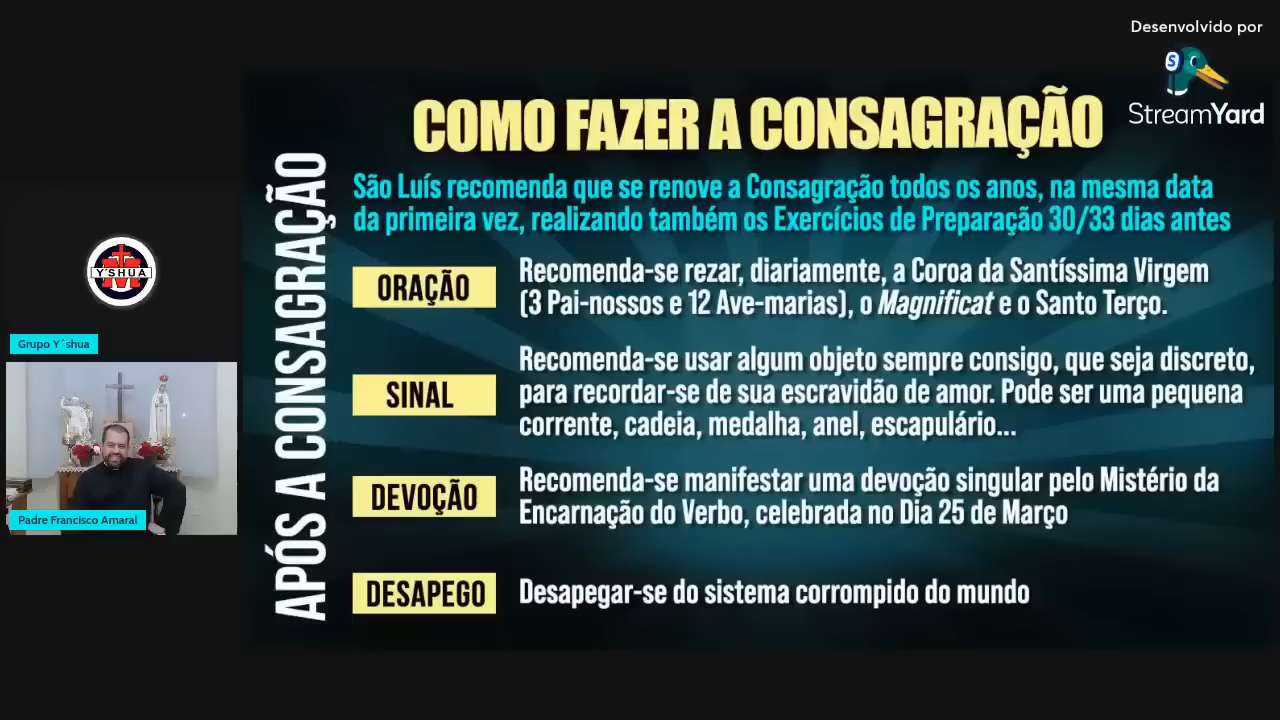 Desenvolvido por
StreamYard
COMO FAZER A CONSAGRAÇÃO
APÓS A CONSAGRAÇÃO
São Luís recomenda que se renove a Consagração todos os anos, na mesma data
da primeira vez, realizando também os Exercícios de Preparação 30/33 dias antes
ORAÇÃO
Recomenda-se rezar, diariamente, a Coroa da Santíssima Virgem
(3 Pai-nossos e 12 Ave-marias), o Magnificat e o Santo Terço.
SINAL
Recomenda-se usar algum objeto sempre consigo, que seja discreto,
para recordar-se de sua escravidão de amor. Pode ser uma pequena
corrente, cadeia, medalha, anel, escapulário...
DEVOÇÃO
Recomenda-se manifestar uma devoção singular pelo Mistério da
Encarnação do Verbo, celebrada no Dia 25 de Março
DESAPEGO
Desapegar-se do sistema corrompido do mundo
Y´SHUA
Grupo Y´shua
Padre Francisco Amaral